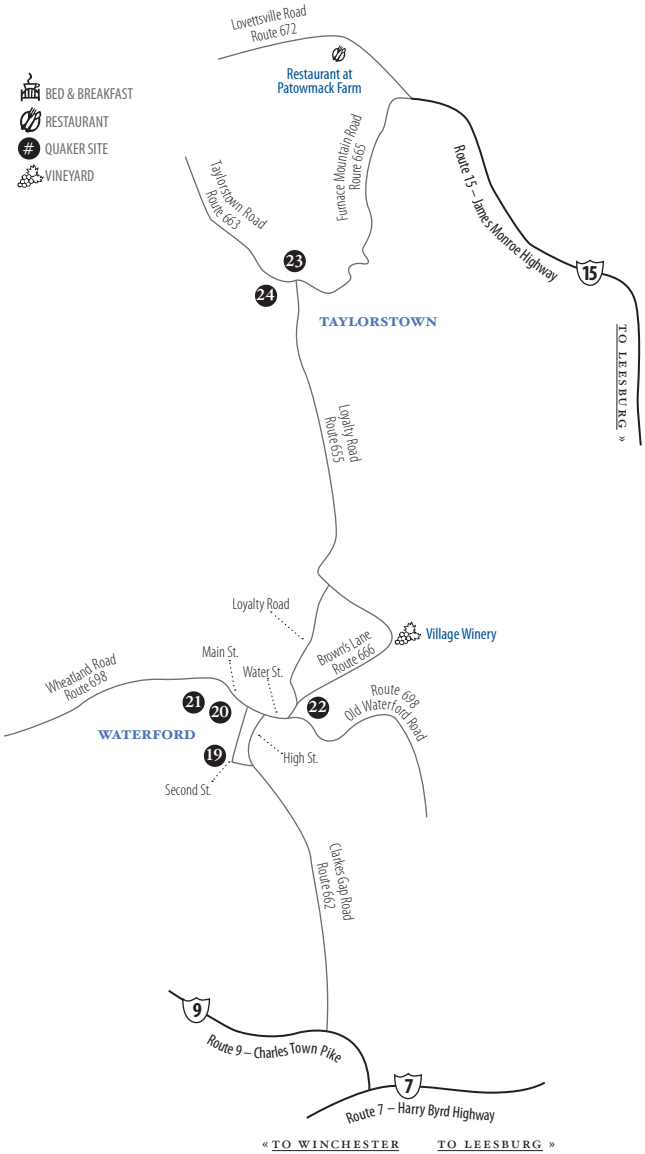 Lovettsville Road
Route 672
Restaurant at
Patowmack Farm
BED & BREAKFAST
RESTAURANT
# QUAKER SITE
VINEYARD
Furnace Mountain Road
Route 665
Taylorstown Road
Route 663
Route 15 – James Monroe Highway
15
23
24
TAYLORSTOWN
TO LEESBURG »
Loyalty Road
Route 655
Loyalty Road
Brown's Lane
Route 666
Village Winery
Main St.
Water St.
Wheatland Road
Route 698
21
20
22
Route 698
Old Waterford Road
WATERFORD
19
High St.
Second St.
Clarkes Gap Road
Route 662
9
Route 9 – Charles Town Pike
7
Route 7 – Harry Byrd Highway
« TO WINCHESTER
TO LEESBURG »